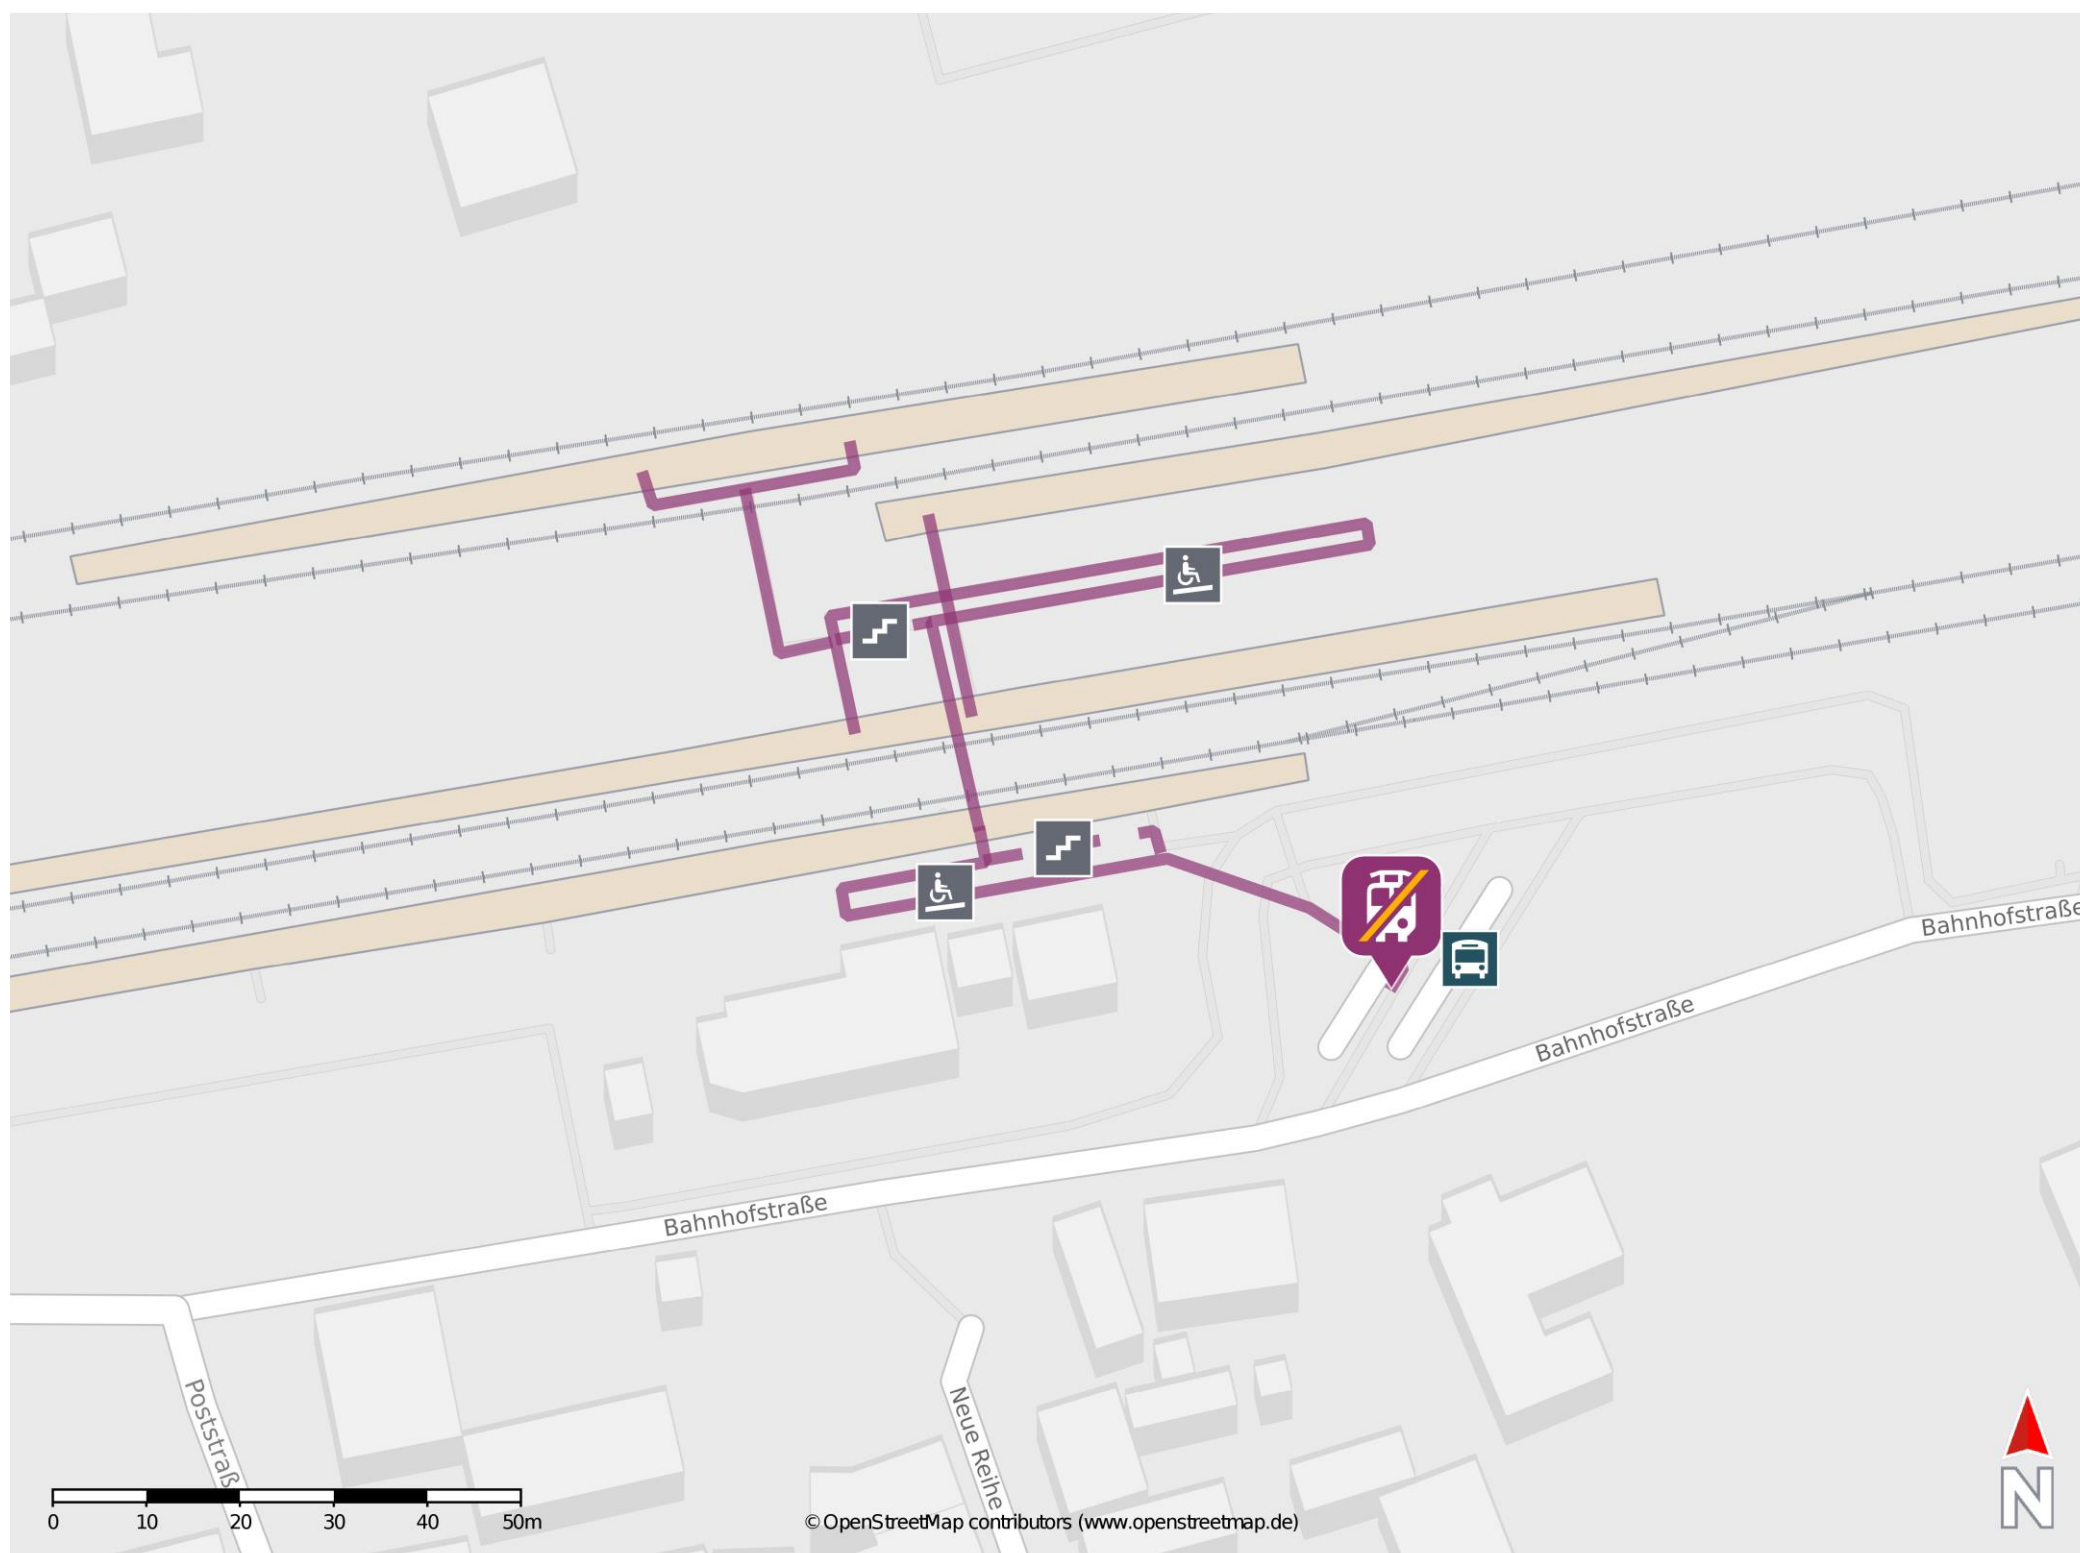 Bahnhofstraße
Bahnhofstraße
Bahnhofstraße
Poststraß
Neue Reihe
0 10 20 30 40 50m
© OpenStreetMap contributors (www.openstreetmap.de)
N